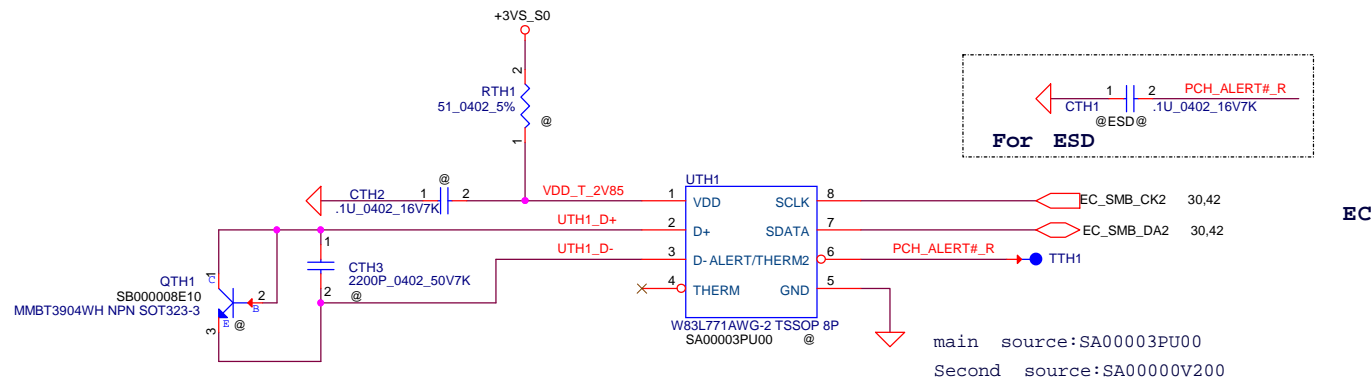 +3VS_S0
2
RTH1
51_0402_5%
@
1
1 2 PCH_ALERT#_R
CTH1 .1U_0402_16V7K
@ESD@
For ESD
@
CTH2 1 2
.1U_0402_16V7K
VDD_T_2V85
UTH1
1 VDD SCLK 8 EC_SMB_CK2 30,42
EC
UTH1_D+ 2 D+ SDATA 7 EC_SMB_DA2 30,42
UTH1_D- 3 D- ALERT/THERM2 6 PCH_ALERT#_R TTH1
4 THERM GND 5
1
CTH3
2200P_0402_50V7K
2
@
1 C
QTH1
SB000008E10
MMBT3904WH NPN SOT323-3
2
B
E
3
@
W83L771AWG-2 TSSOP 8P
SA00003PU00 @
main source:SA00003PU00
Second source:SA00000V200